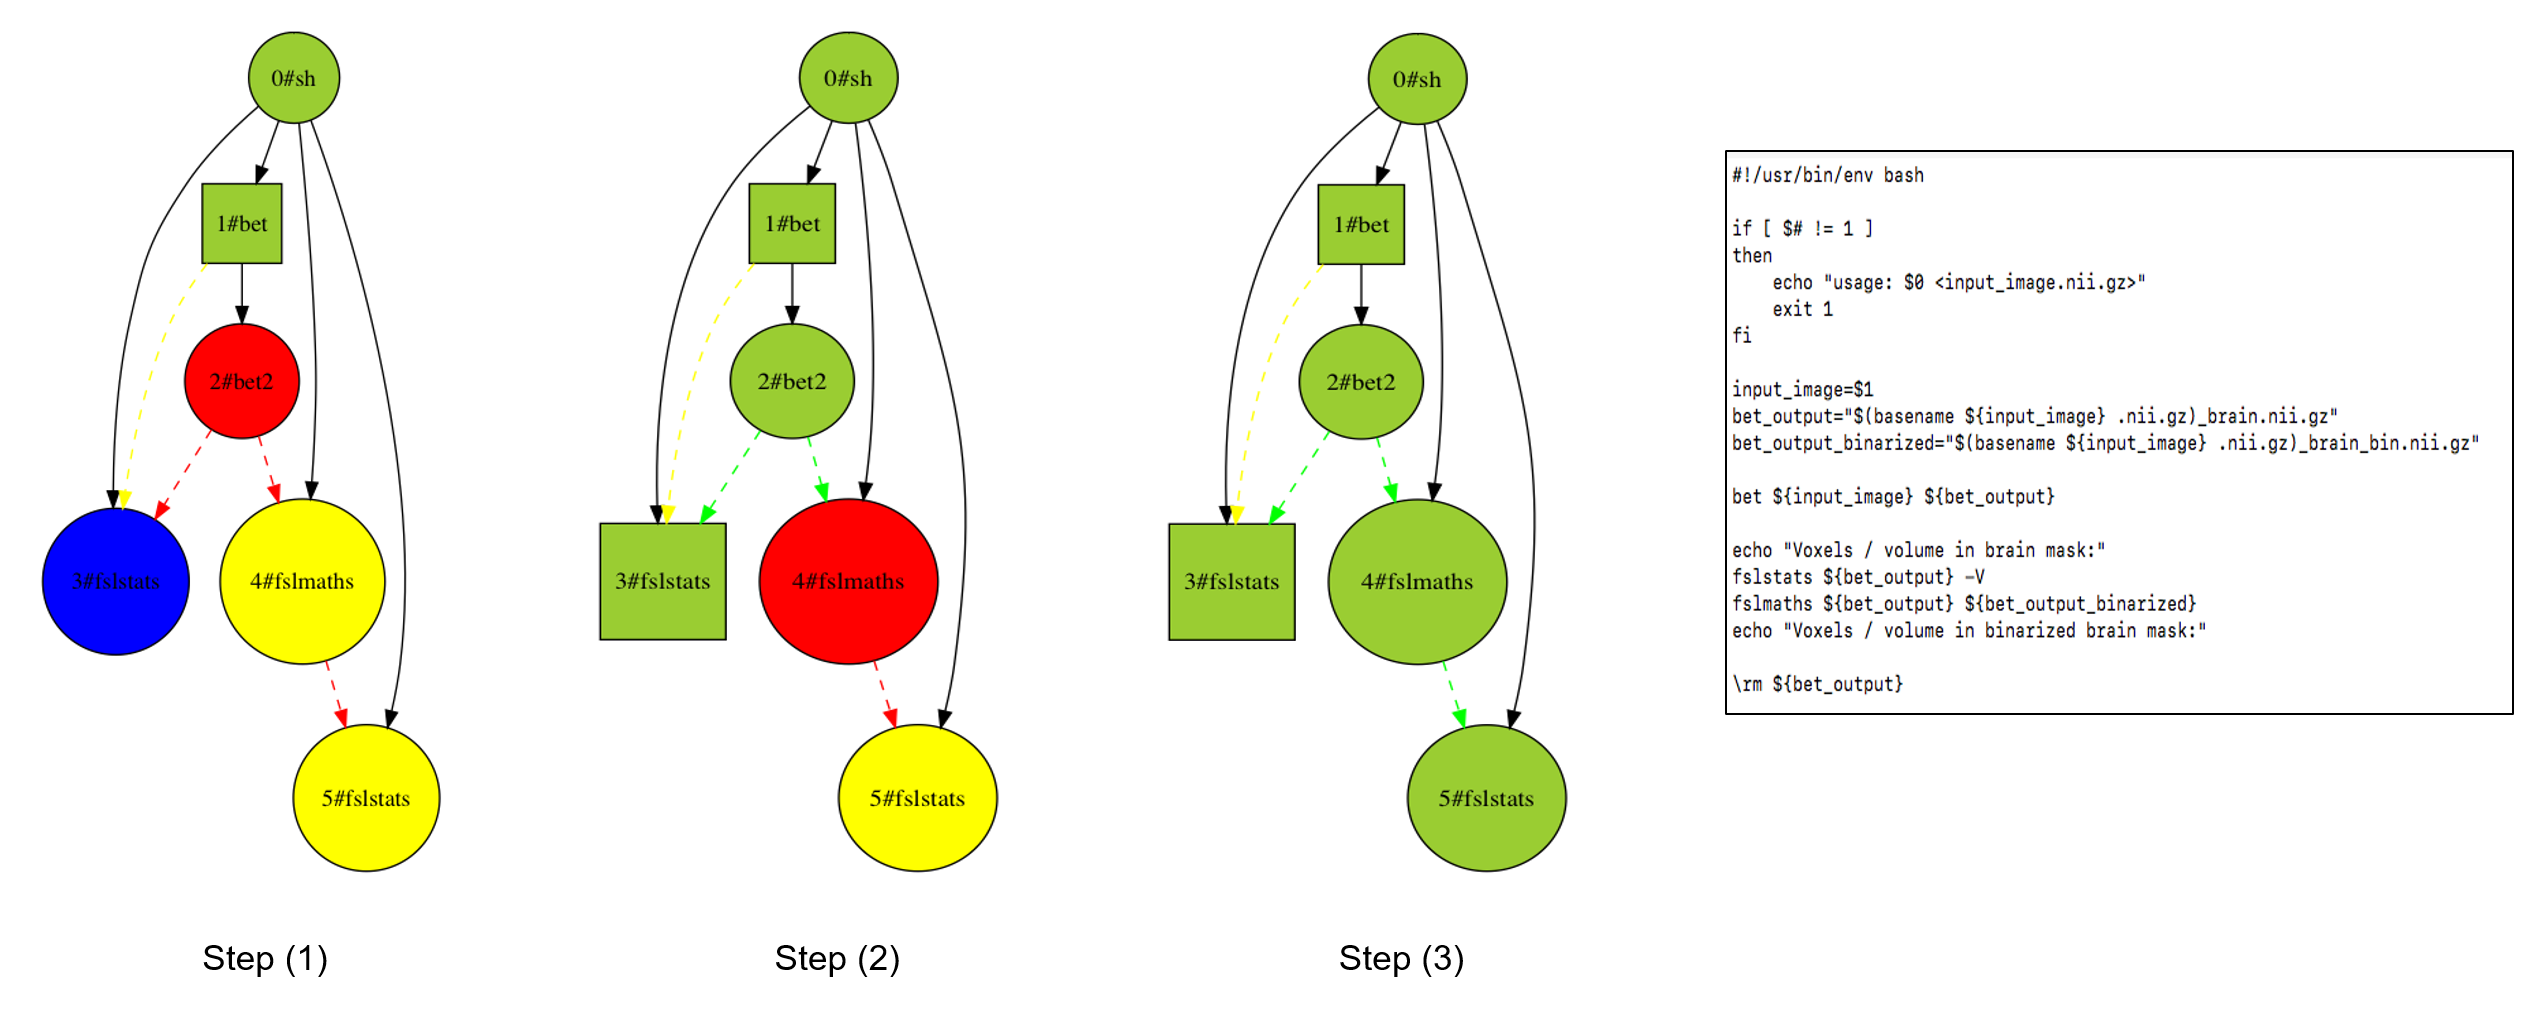 0#sh
1#bet
2#bet2
3#fslstats
4#fslmaths
5#fslstats
Step (1)
0#sh
1#bet
2#bet2
3#fslstats
4#fslmaths
5#fslstats
Step (2)
0#sh
1#bet
2#bet2
3#fslstats
4#fslmaths
5#fslstats
Step (3)
#!/usr/bin/env bash
if [ $# != 1 ]
then
echo "usage: $0 <input_image.nii.gz>"
exit 1
fi
input_image=$1
bet_output="$(basename ${input_image} .nii.gz)_brain.nii.gz"
bet_output_binarized="$(basename ${input_image} .nii.gz)_brain_bin.nii.gz"
bet ${input_image} ${bet_output}
echo "Voxels / volume in brain mask:"
fslstats ${bet_output} -V
fslmaths ${bet_output} ${bet_output_binarized}
echo "Voxels / volume in binarized brain mask:"
\rm ${bet_output}